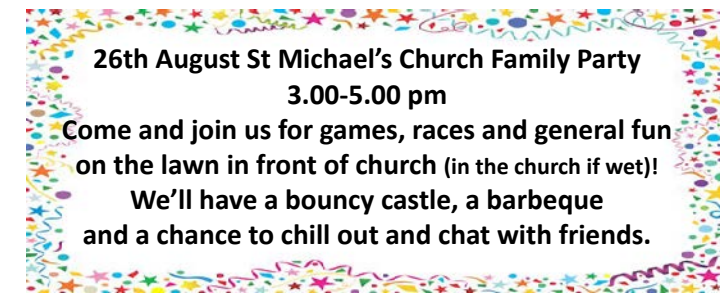 26th August St Michael’s Church Family Party
3.00-5.00 pm
Come and join us for games, races and general fun
on the lawn in front of church (in the church if wet)!
We’ll have a bouncy castle, a barbeque
and a chance to chill out and chat with friends.